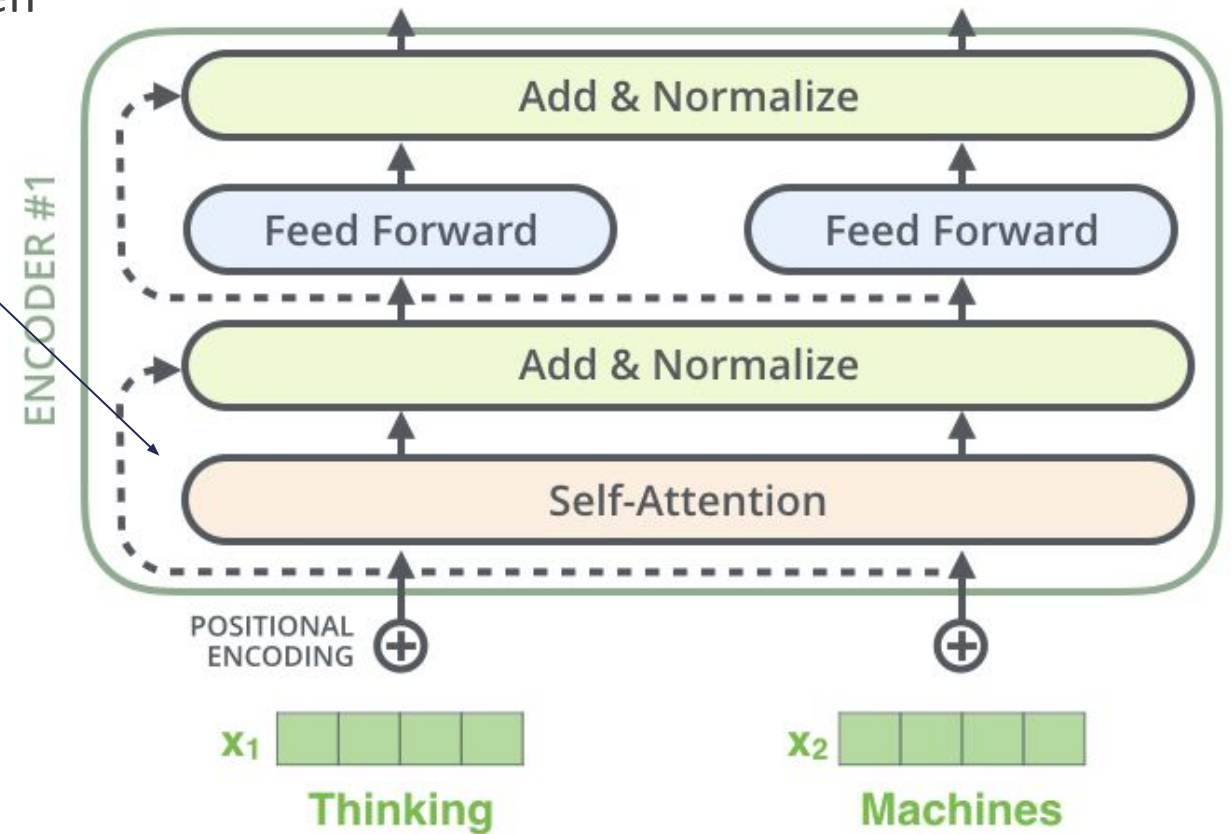 Add & Normalize
Feed Forward Feed Forward
Add & Normalize
Self-Attention
ENCODER #1
POSITIONAL
ENCODING
x1 x2
Thinking Machines